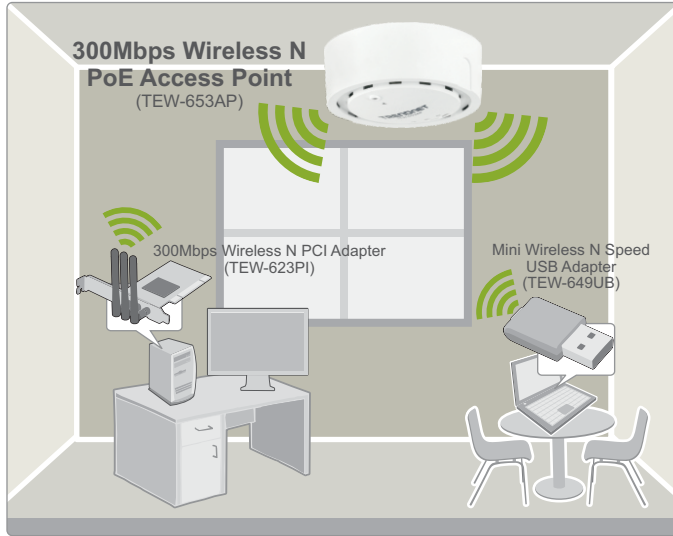 300Mbps Wireless N
PoE Access Point
(TEW-653AP)
TRENDNET
300Mbps Wireless N PCI Adapter
(TEW-623PI)
Mini Wireless N Speed
USB Adapter
(TEW-649UB)